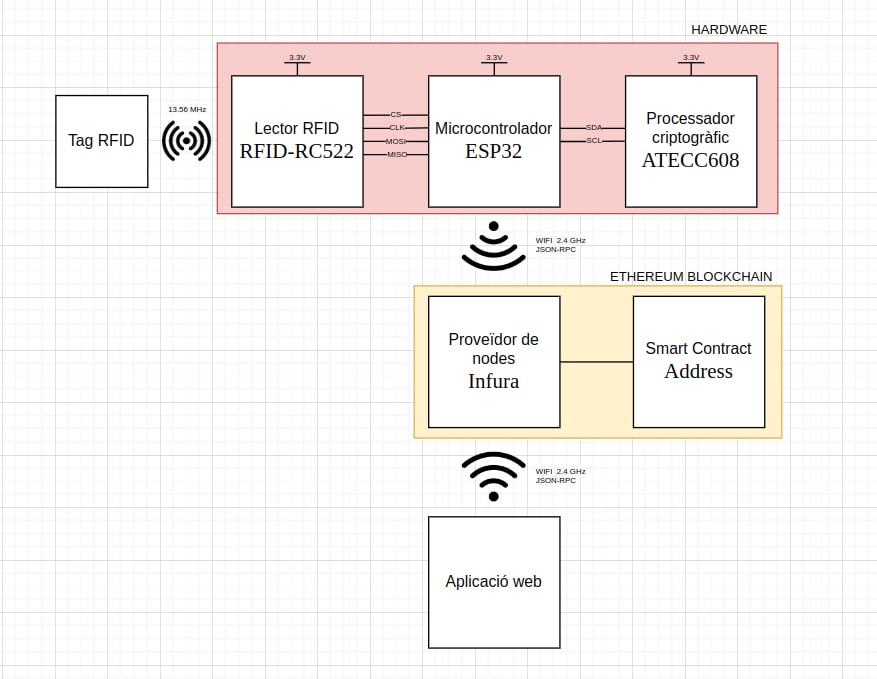 HARDWARE
3.3V
3.3V
3.3V
13.56 MHz
Tag RFID
Lector RFID
RFID-RC522
CS
CLK
MOSI
MISO
Microcontrolador
ESP32
SDA
SCL
Processador
criptogràfic
ATECC608
WIFI 2.4 GHz
JSON-RPC
ETHEREUM BLOCKCHAIN
Proveïdor de
nodes
Infura
Smart Contract
Address
WIFI 2.4 GHz
JSON-RPC
Aplicació web